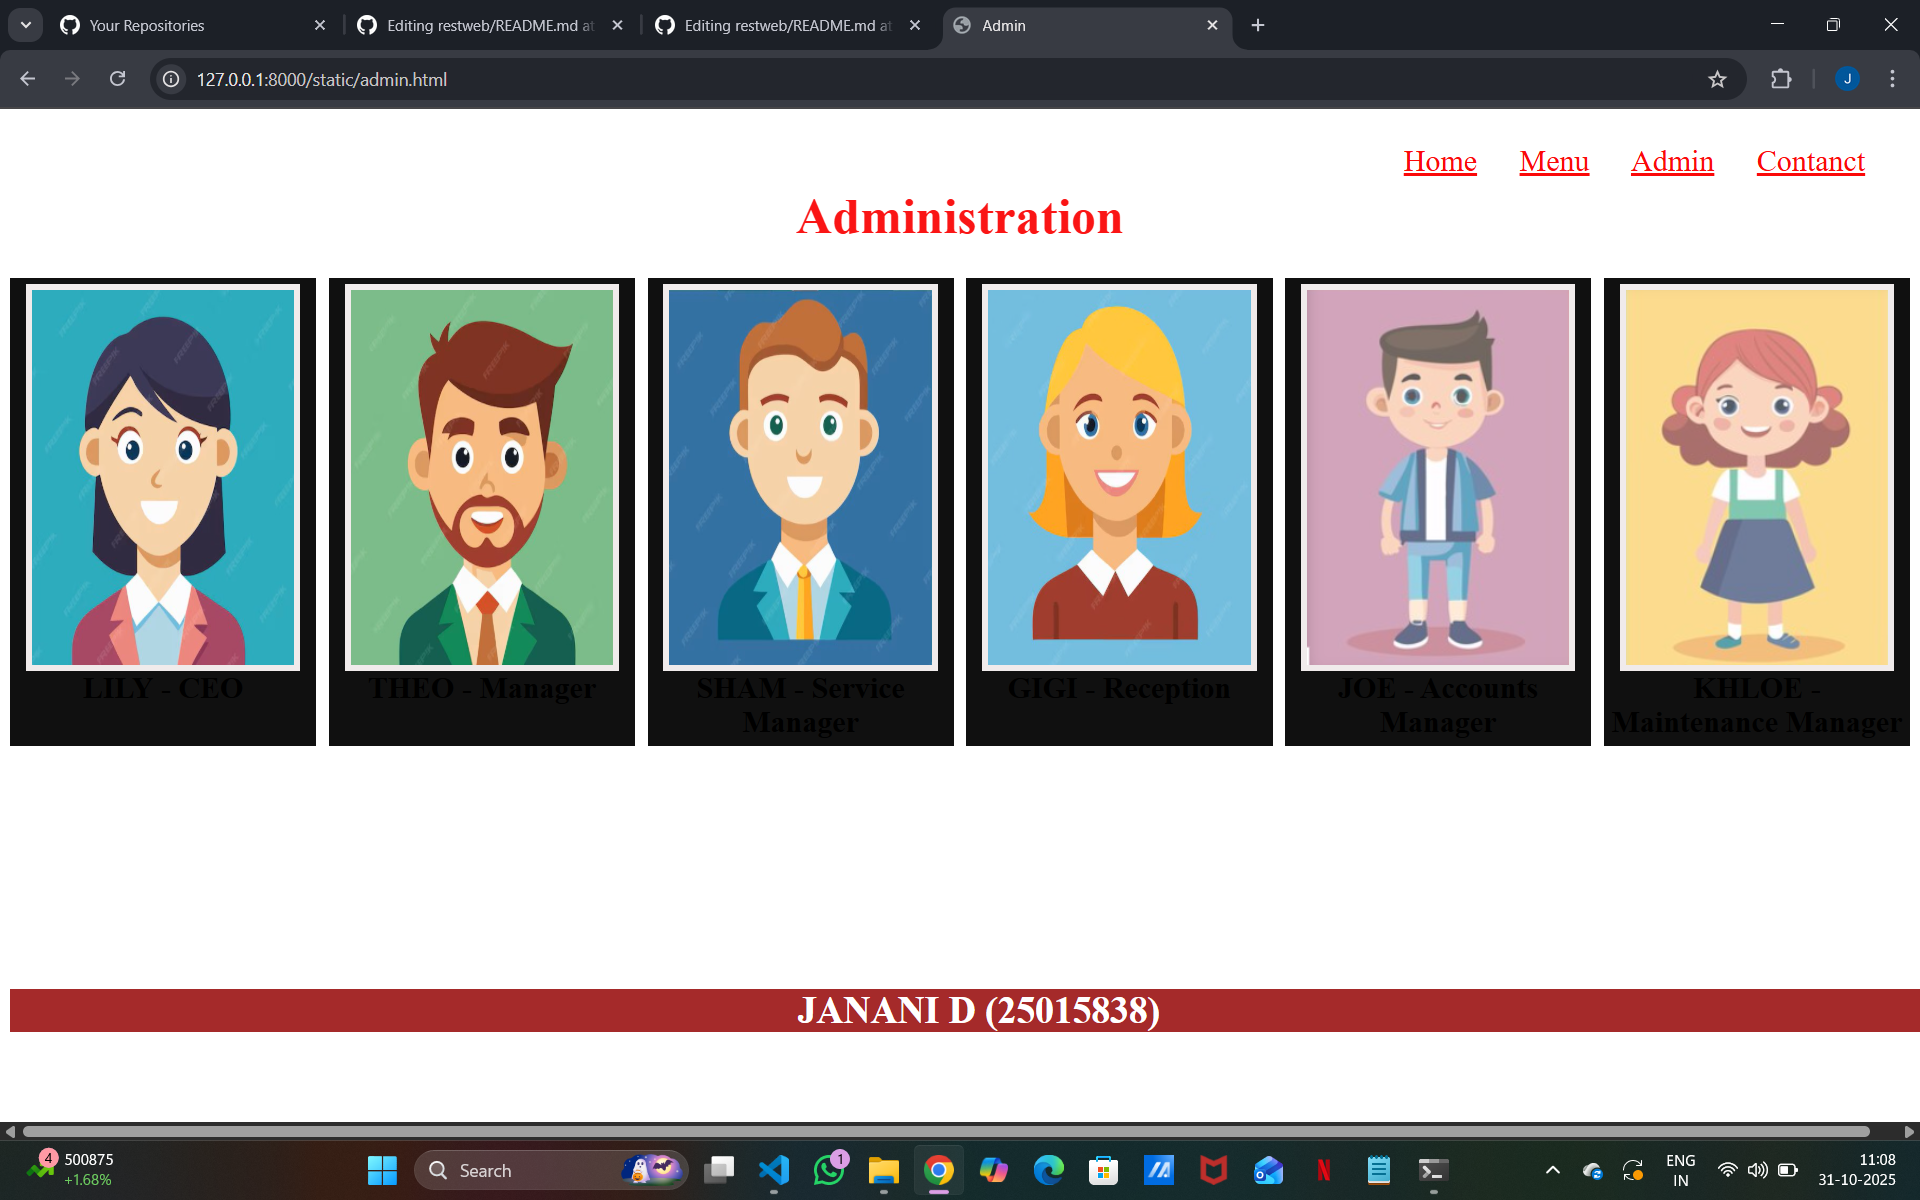 Your Repositories
Editing restweb/README.md at
Editing restweb/README.md at
Admin
127.0.0.1:8000/static/admin.html
J
Home Menu Admin Contanct
Administration
FREEPIK
LILY - CEO
THEO - Manager
SHAM - Service
Manager
GIGI - Reception
JOE - Accounts
Manager
KHLOE -
Maintenance Manager
JANANI D (25015838)
4
500875
+1.68%
Search
1
N
ENG
IN
11:08
31-10-2025